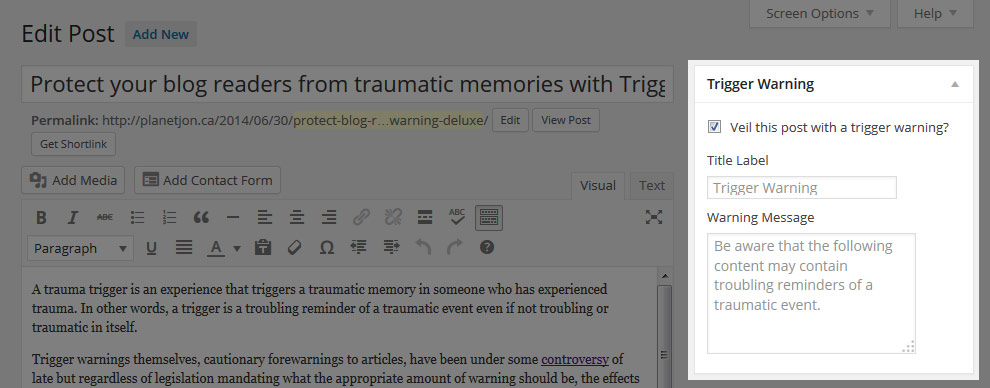 Screen Options Help
Edit Post Add New
Protect your blog readers from traumatic memories with Trigg
Permalink: http://planetjon.ca/2014/06/30/protect-blog-r…warning-deluxe/ Edit View Post
Get Shortlink
Add Media Add Contact Form
Visual Text
B I ABC ABC
Paragraph U A Ω ?
A trauma trigger is an experience that triggers a traumatic memory in someone who has experienced
trauma. In other words, a trigger is a troubling reminder of a traumatic event even if not troubling or
traumatic in itself.
Trigger warnings themselves, cautionary forewarnings to articles, have been under some controversy of
late but regardless of legislation mandating what the appropriate amount of warning should be, the effects
Trigger Warning
Veil this post with a trigger warning?
Title Label
Trigger Warning
Warning Message
Be aware that the following
content may contain
troubling reminders of a
traumatic event.